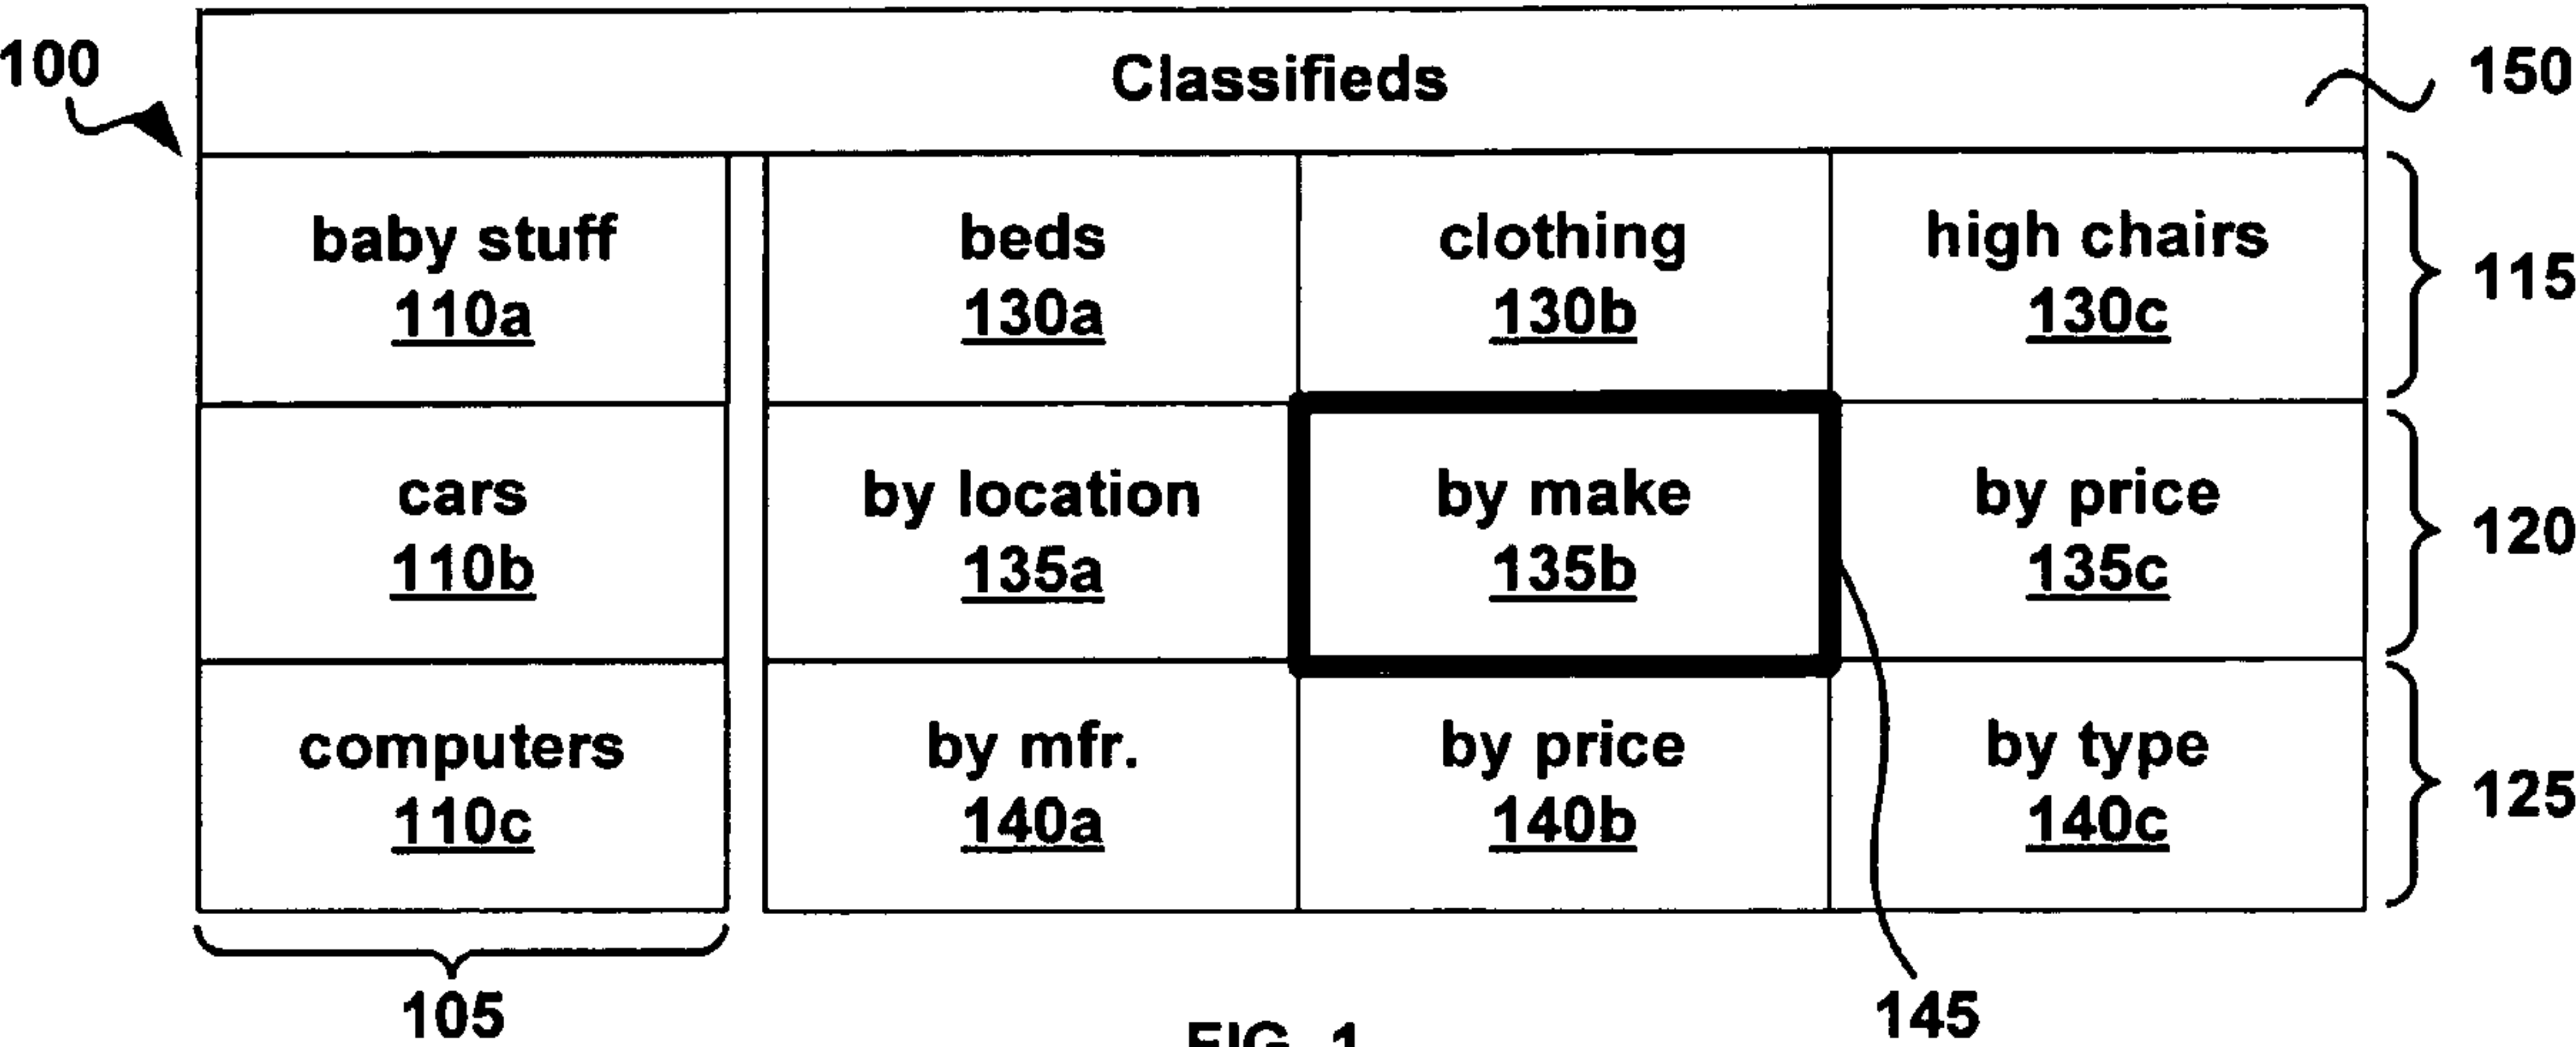 Classifieds
100
150
baby stuff
110a
beds
130a
clothing
130b
high chairs
130c
115
cars
110b
by location
135a
by make
135b
by price
135c
120
computers
110c
by mfr.
140a
by price
140b
by type
140c
125
105
145
FIG. 1